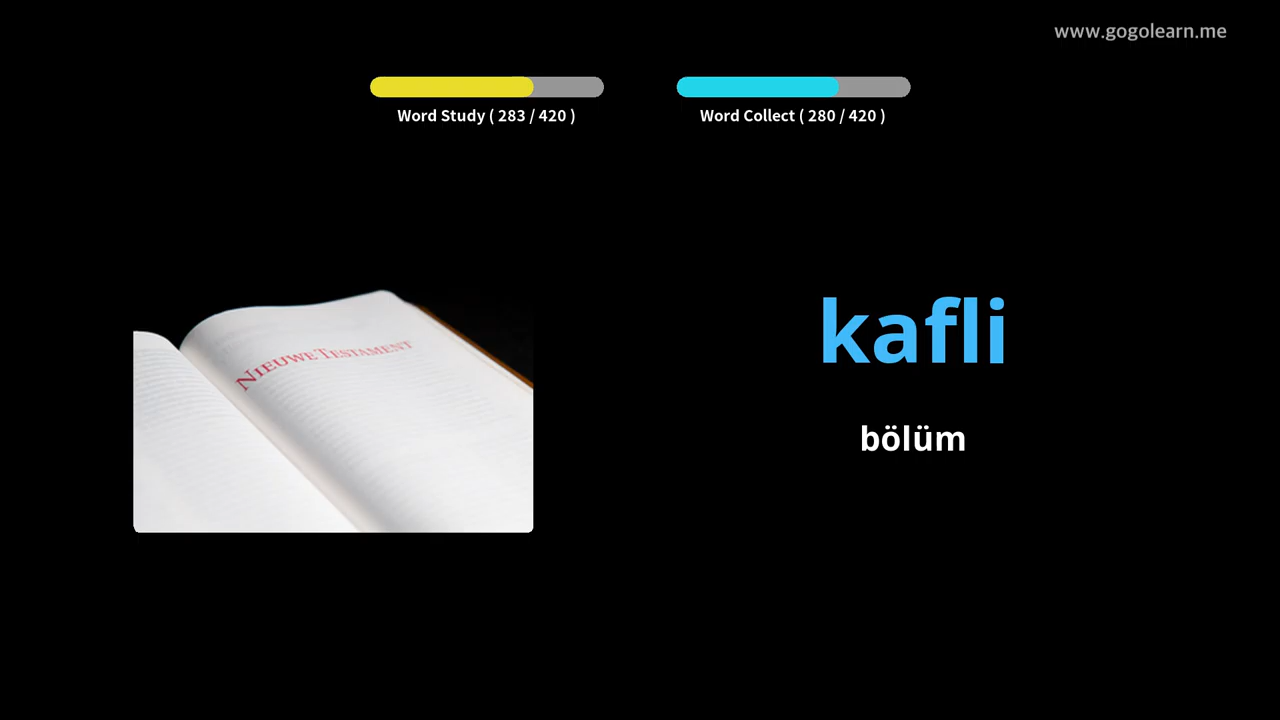 www.gogolearn.me
Word Study ( 283 / 420 )
Word Collect ( 280 / 420 )
NIEUWE TESTAMENT
kafli
bölüm